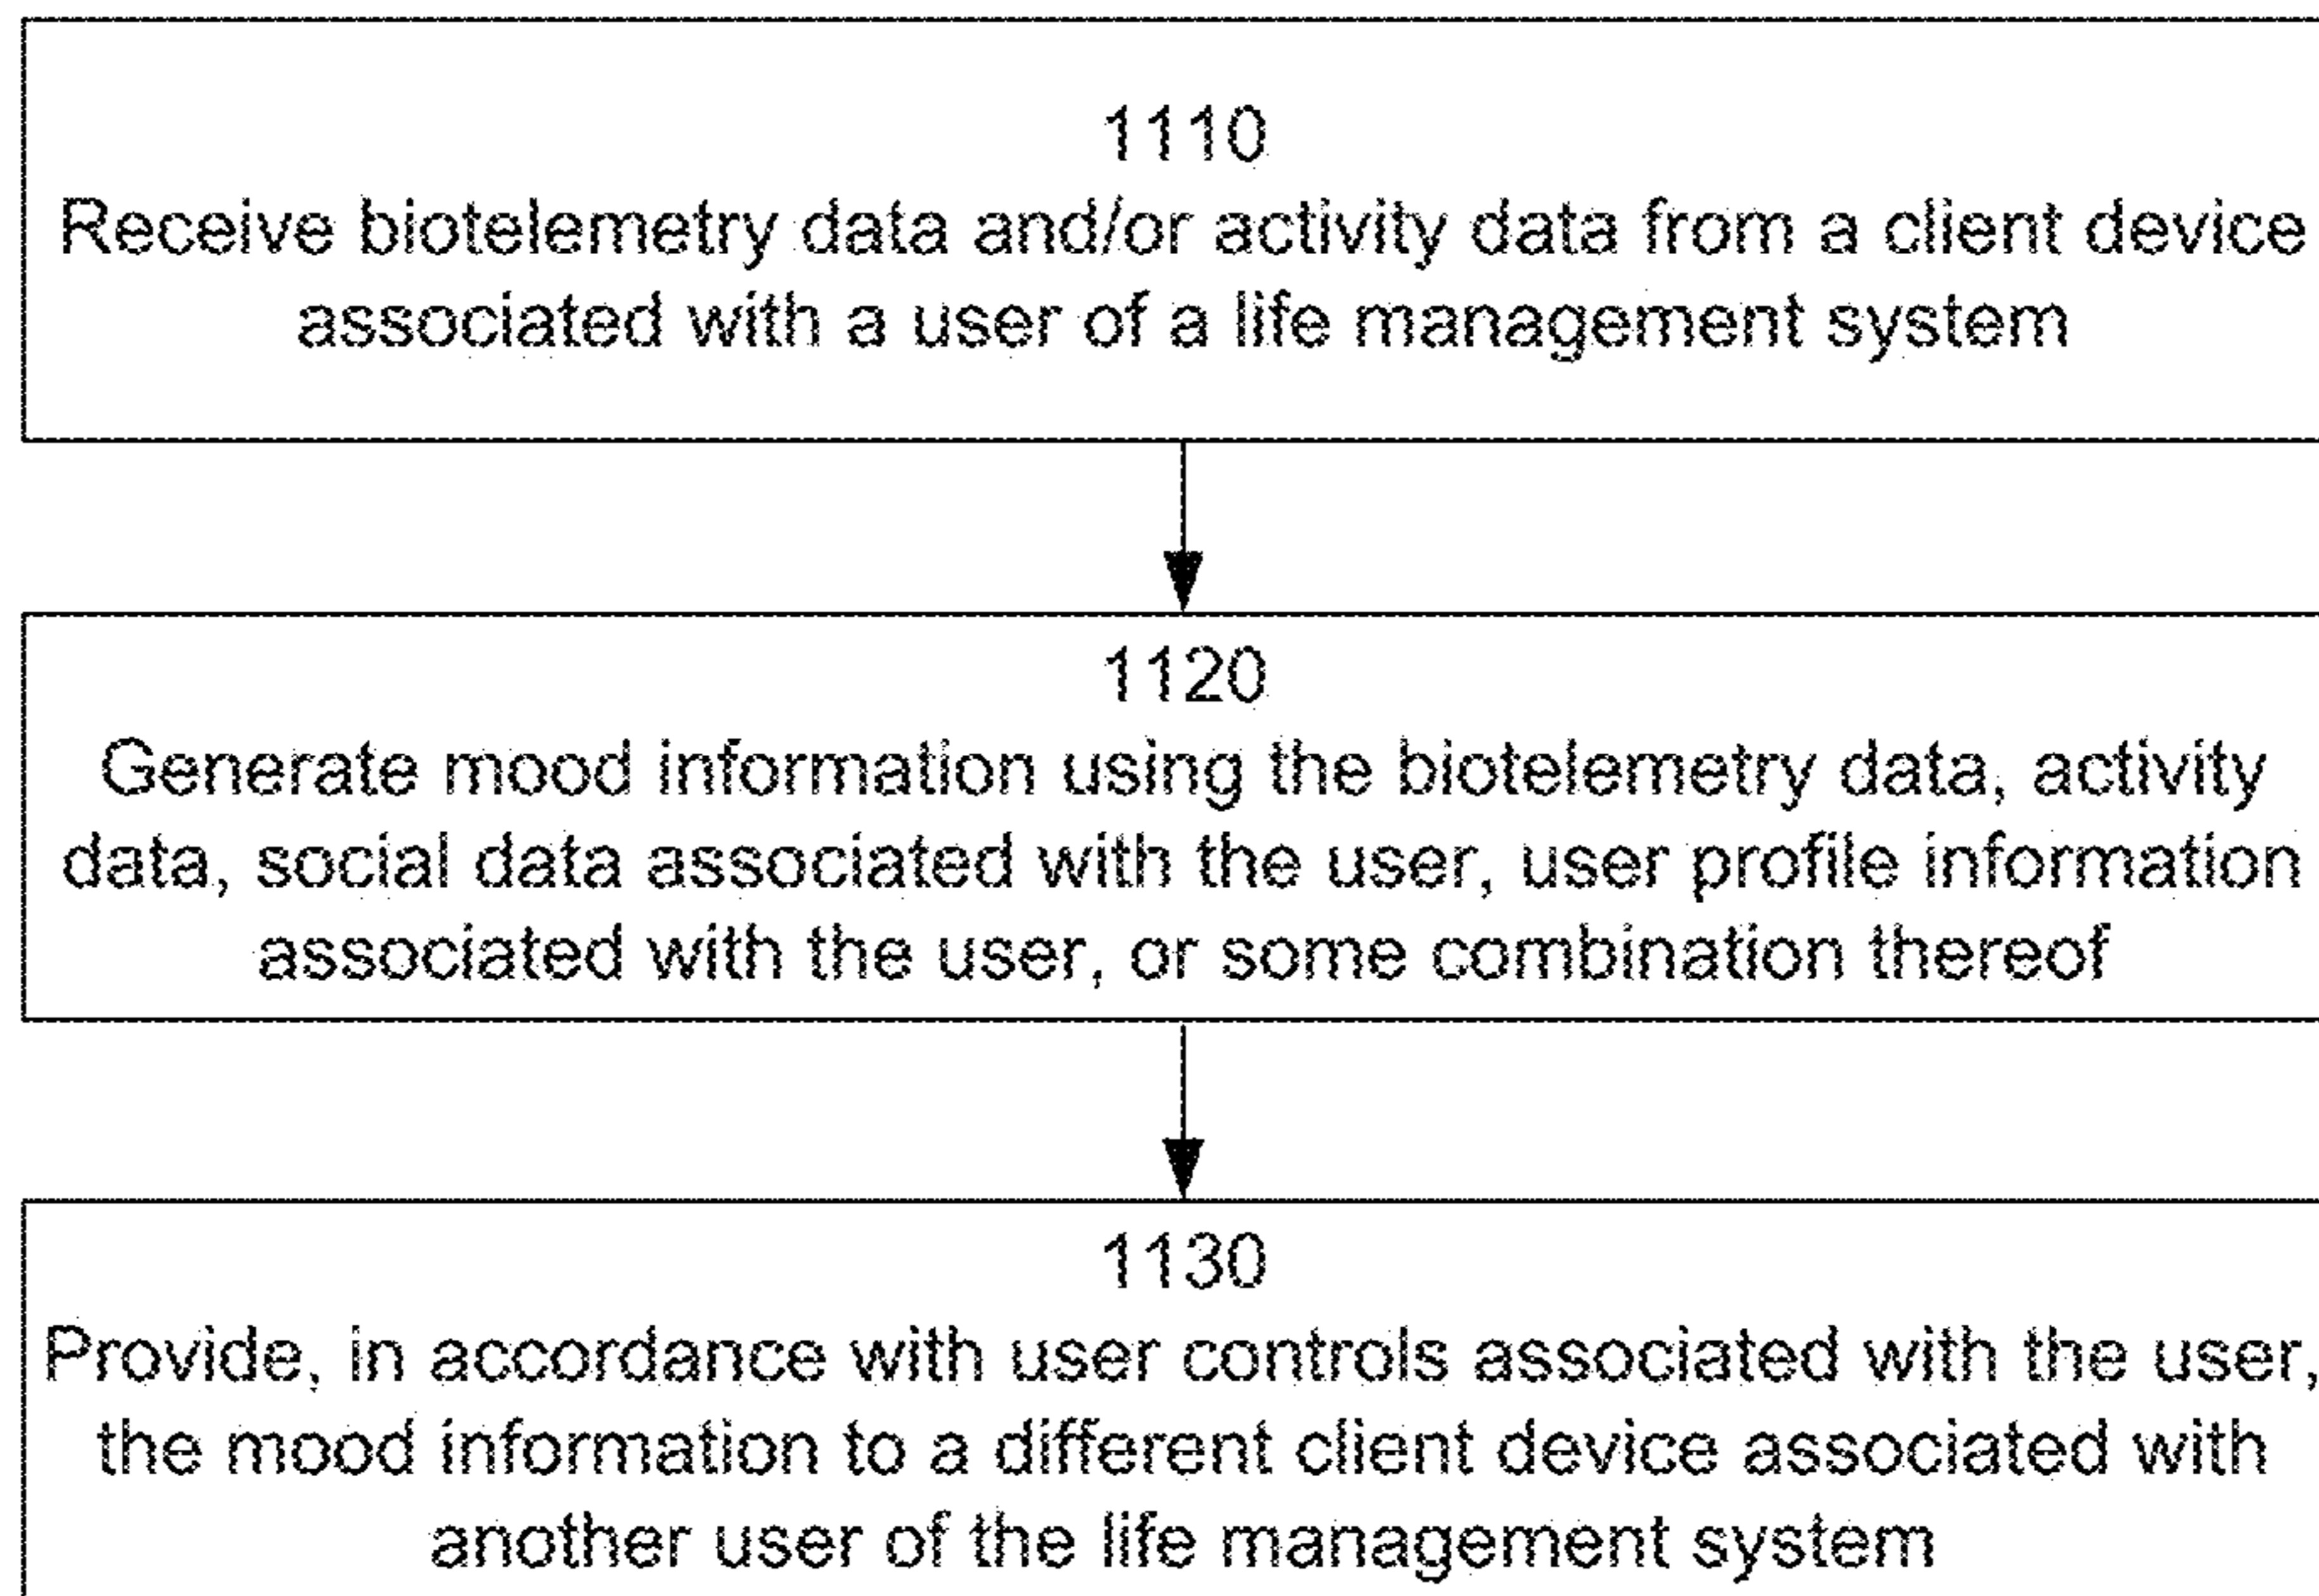 1110
Receive biotelemetry data and/or activity data from a client device
associated with a user of a life management system
1120
Generate mood information using the biotelemetry data, activity
data, social data associated with the user, user profile information
associated with the user, or some combination thereof
1130
Provide, in accordance with user controls associated with the user,
the mood information to a different client device associated with
another user of the life management system